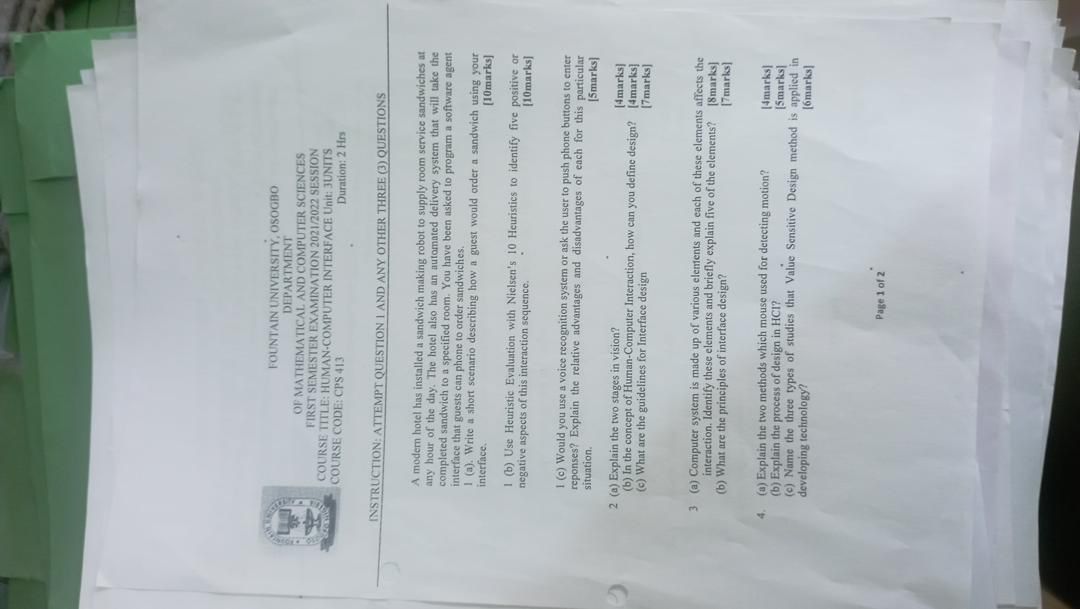 FOUNTAIN UNIVERSITY, OSOGBO
DEPARTMENT
OF MATHEMATICAL AND COMPUTER SCIENCES
FIRST SEMESTER EXAMINATION 2021/2022 SESSION
COURSE TITLE: HUMAN-COMPUTER INTERFACE Unit: 3UNITS
COURSE CODE: CPS 413 Duration: 2 Hrs
INSTRUCTION: ATTEMPT QUESTION 1 AND ANY OTHER THREE (3) QUESTIONS
A modern hotel has installed a sandwich making robot to supply room service sandwiches at
any hour of the day. The hotel also has an automated delivery system that will take the
completed sandwich to a specified room. You have been asked to program a software agent
interface that guests can phone to order sandwiches.
1 (a). Write a short scenario describing how a guest would order a sandwich using your
interface. [10marks]
1 (b) Use Heuristic Evaluation with Nielsen's 10 Heuristics to identify five positive or
negative aspects of this interaction sequence. [10marks]
1 (c) Would you use a voice recognition system or ask the user to push phone buttons to enter
reponses? Explain the relative advantages and disadvantages of each for this particular
situation. [5marks]
2 (a) Explain the two stages in vision? [4marks]
(b) In the concept of Human-Computer Interaction, how can you define design? [4marks]
(c) What are the guidelines for Interface design [7marks]
3 (a) Computer system is made up of various elements and each of these elements affects the
interaction. Identify these elements and briefly explain five of the elements? [8marks]
(b) What are the principles of interface design? [7marks]
4. (a) Explain the two methods which mouse used for detecting motion? [4marks]
(b) Explain the process of design in HCI? [5marks]
(c) Name the three types of studies that Value Sensitive Design method is applied in
developing technology? [6marks]
Page 1 of 2